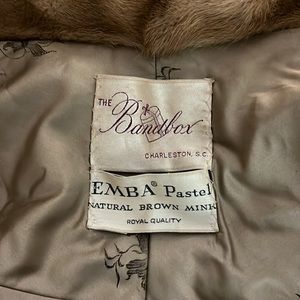 THE
Bandbox
CHARLESTON, S.C.
EMBA® Pastel
NATURAL BROWN MINK
ROYAL QUALITY